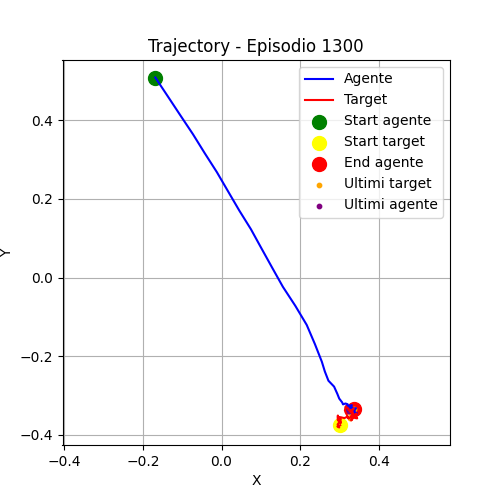 Trajectory - Episodio 1300
Agente
Target
Start agente
Start target
End agente
Ultimi target
Ultimi agente
Y
0.4
0.2
0.0
−0.2
−0.4
−0.4
−0.2
0.0
0.2
0.4
X